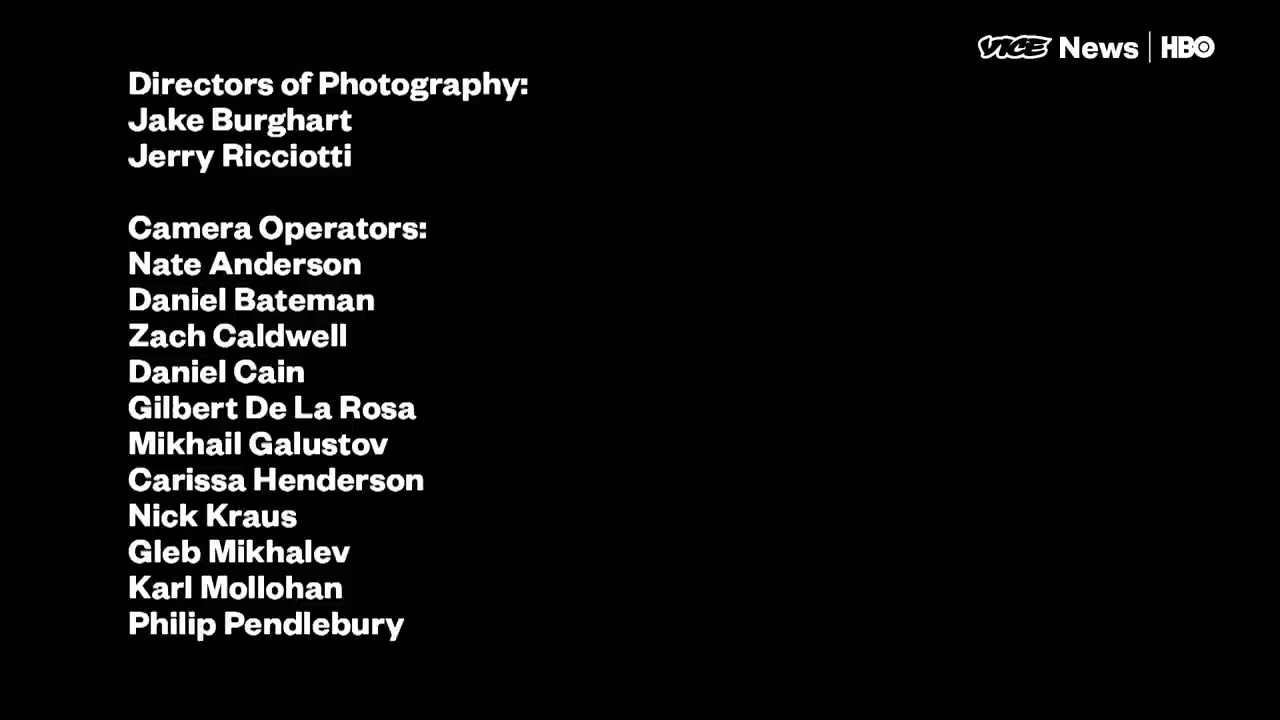 VICE News | HBO
Directors of Photography:
Jake Burghart
Jerry Ricciotti
Camera Operators:
Nate Anderson
Daniel Bateman
Zach Caldwell
Daniel Cain
Gilbert De La Rosa
Mikhail Galustov
Carissa Henderson
Nick Kraus
Gleb Mikhalev
Karl Mollohan
Philip Pendlebury